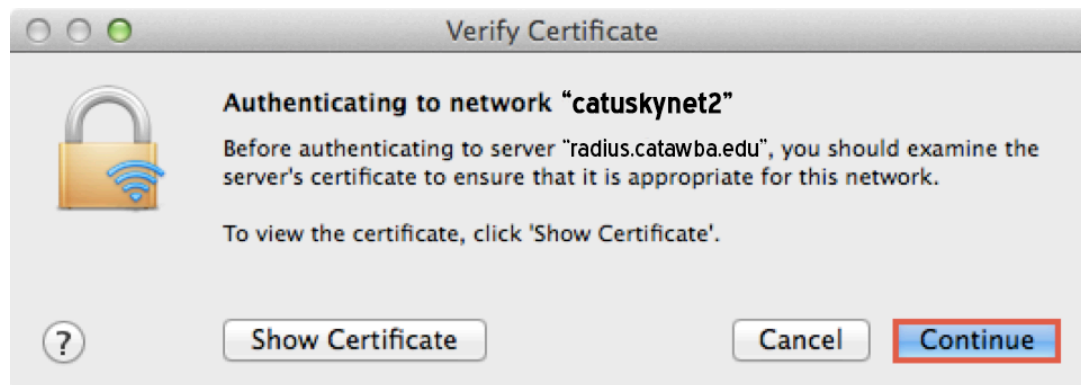 Verify Certificate
Authenticating to network “catuskynet2”
Before authenticating to server “radius.catawba.edu”, you should examine the
server's certificate to ensure that it is appropriate for this network.
To view the certificate, click 'Show Certificate'.
?
Show Certificate
Cancel
Continue